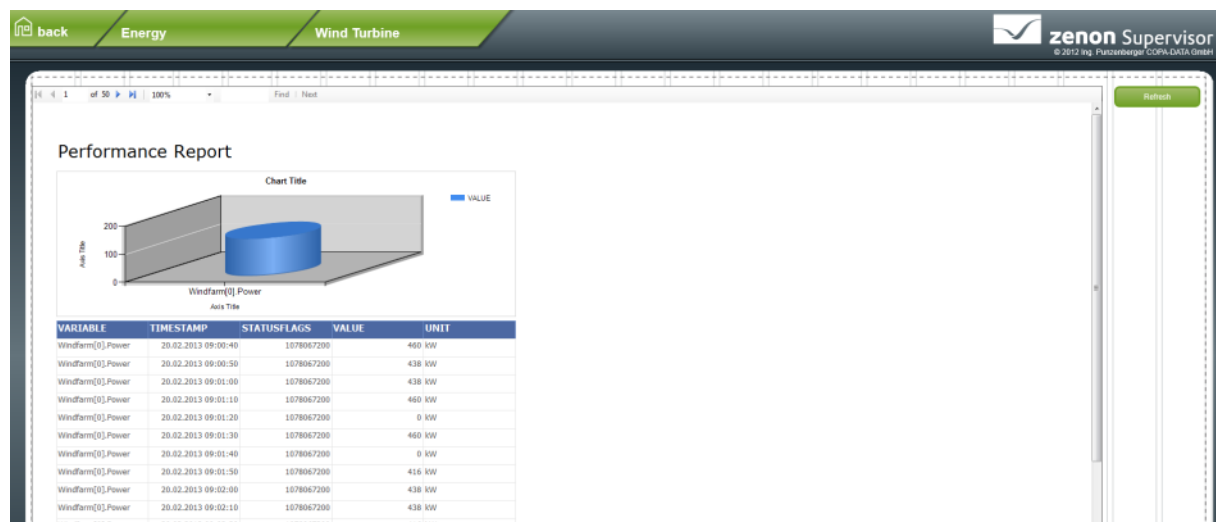 back Energy Wind Turbine
zenon Supervisor
© 2012 Ing. Punzenberger COPA-DATA GmbH
1 of 50 100% Find Next
Refresh
Performance Report
Chart Title
VALUE
200
100
0
Axis Title
Windfarm[0].Power
Axis Title
VARIABLE TIMESTAMP STATUSFLAGS VALUE UNIT
Windfarm[0].Power 20.02.2013 09:00:40 1078067200 460 kW
Windfarm[0].Power 20.02.2013 09:00:50 1078067200 438 kW
Windfarm[0].Power 20.02.2013 09:01:00 1078067200 438 kW
Windfarm[0].Power 20.02.2013 09:01:10 1078067200 460 kW
Windfarm[0].Power 20.02.2013 09:01:20 1078067200 0 kW
Windfarm[0].Power 20.02.2013 09:01:30 1078067200 460 kW
Windfarm[0].Power 20.02.2013 09:01:40 1078067200 0 kW
Windfarm[0].Power 20.02.2013 09:01:50 1078067200 416 kW
Windfarm[0].Power 20.02.2013 09:02:00 1078067200 438 kW
Windfarm[0].Power 20.02.2013 09:02:10 1078067200 438 kW